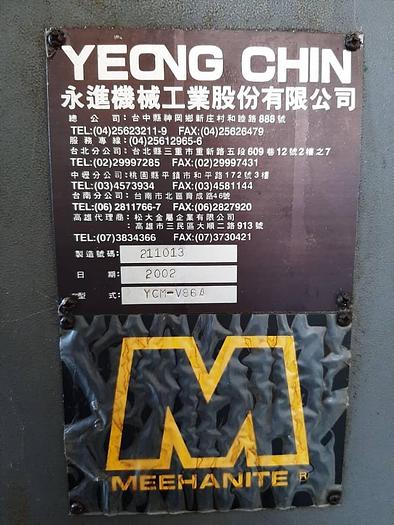 YEONG CHIN
永進機械工業股份有限公司
總公司：台中縣神岡鄉新庄村和睦路888號
TEL:(04)25623211-9 FAX:(04)25626479
服務專線:(04)25612965-6
台北分公司：台北縣三重市重新路五段609巷12號2樓之7
TEL:(02)29997285 FAX:(02)29997431
中壢分公司：桃園縣平鎮市和平路172號3樓
TEL:(03)4573934 FAX:(03)4581144
台南分公司：台南市北區育成路46號
TEL:(06)2811766-7 FAX:(06)2827920
高雄代理商：松大金屬企業有限公司
：高雄市三民區大順二路913號
TEL:(07)3834366 FAX:(07)3730421
製造號碼：211013
日期：2002
型式：YCM-V86A
M
MEEHANITE ®